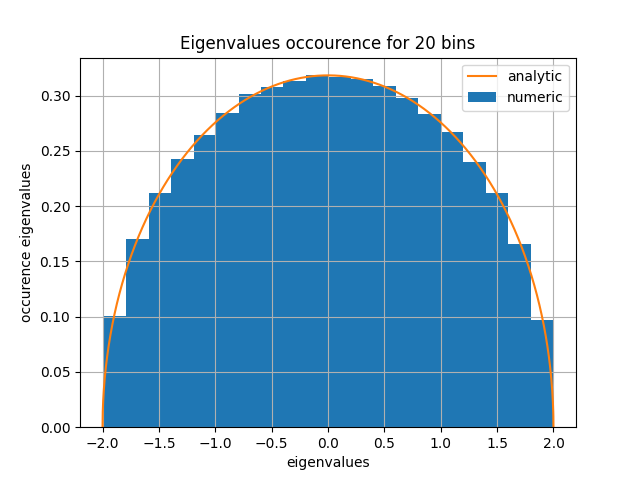 Eigenvalues occourence for 20 bins
analytic
numeric
occurence eigenvalues
0.30
0.25
0.20
0.15
0.10
0.05
0.00
−2.0 −1.5 −1.0 −0.5 0.0 0.5 1.0 1.5 2.0
eigenvalues